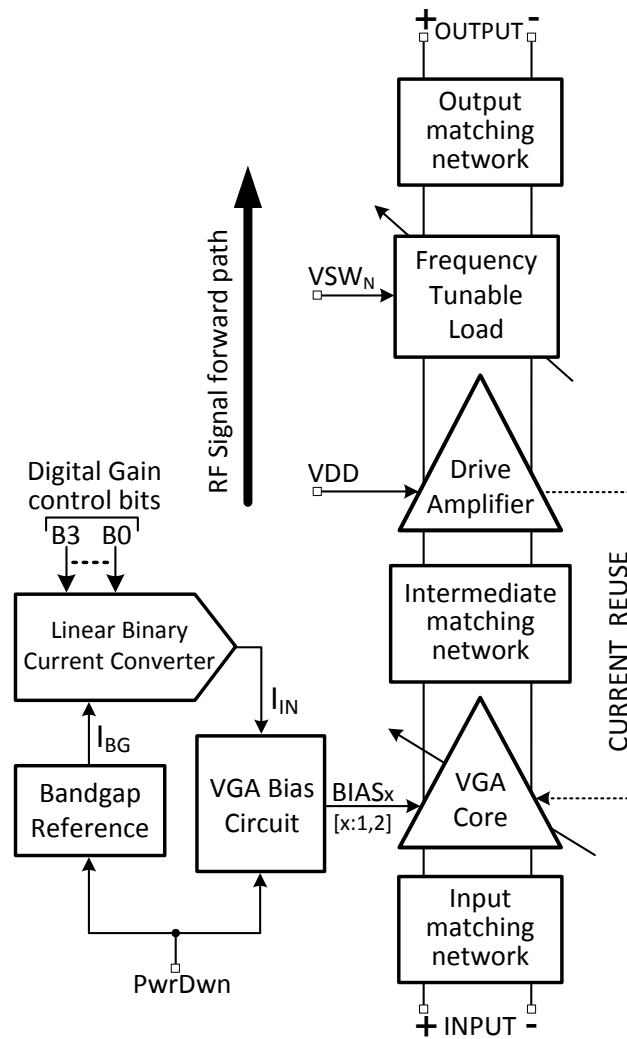 + OUTPUT -
Output
matching
network
RF Signal forward path
VSWN
Frequency
Tunable
Load
VDD
Drive
Amplifier
Digital Gain
control bits
B3 B0
Linear Binary
Current Converter
Intermediate
matching
network
CURRENT REUSE
IBG
IIN
Bandgap
Reference
VGA Bias
Circuit
BIASx
[x:1,2]
VGA
Core
PwrDwn
Input
matching
network
+ INPUT -